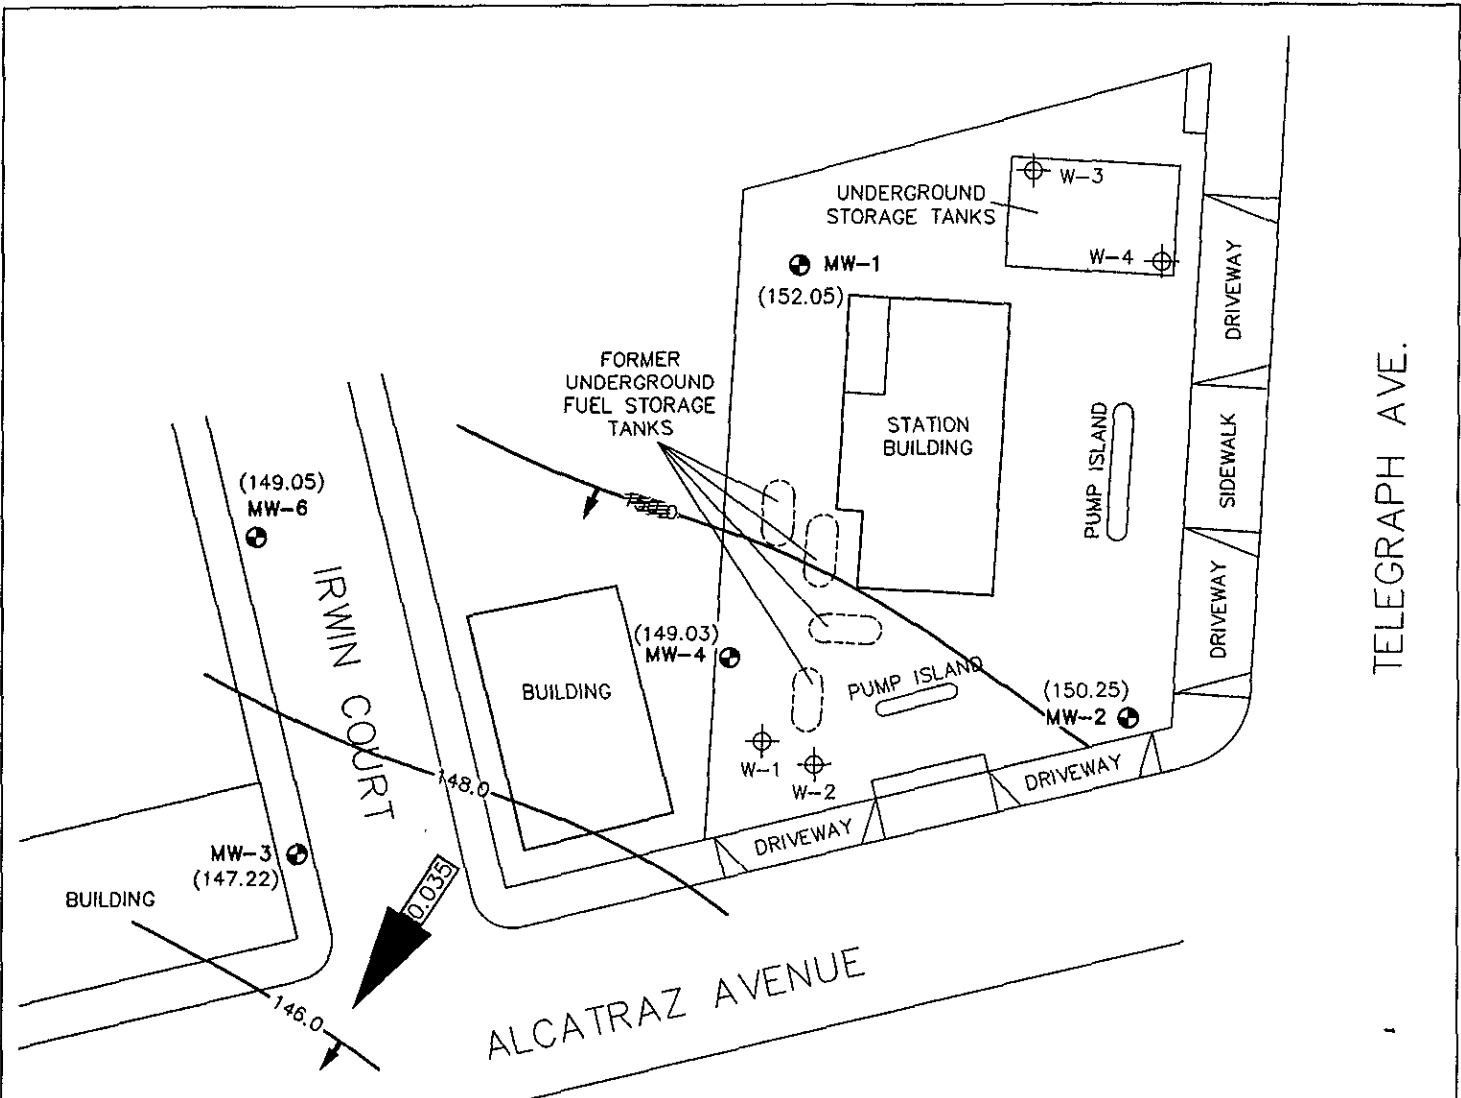 W-3
UNDERGROUND
STORAGE TANKS
W-4
MW-1
(152.05)
DRIVEWAY
FORMER
UNDERGROUND
FUEL STORAGE
TANKS
STATION
BUILDING
PUMP ISLAND
SIDEWALK
TELEGRAPH AVE.
(149.05)
MW-6
IRWIN COURT
DRIVEWAY
(149.03)
MW-4
BUILDING
PUMP ISLAND
(150.25)
MW-2
W-1
W-2
DRIVEWAY
148.0
DRIVEWAY
MW-3
(147.22)
BUILDING
0.035
146.0
ALCATRAZ AVENUE